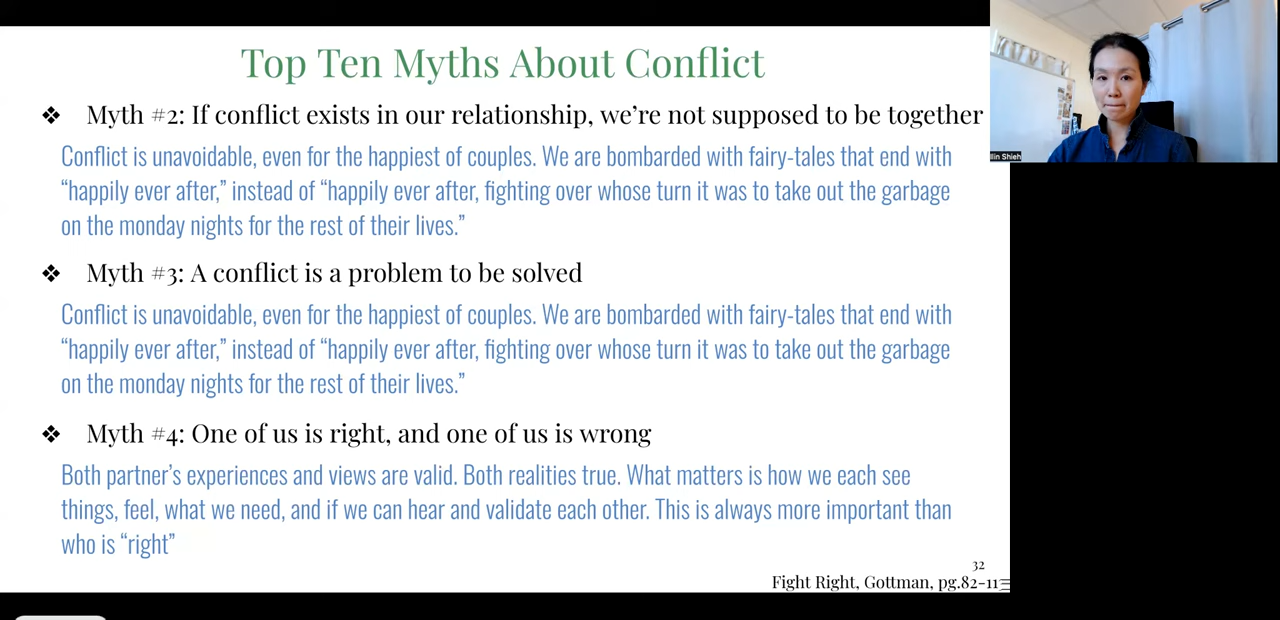 Top Ten Myths About Conflict
❖ Myth #2: If conflict exists in our relationship, we're not supposed to be together
Conflict is unavoidable, even for the happiest of couples. We are bombarded with fairy-tales that end with
“happily ever after,” instead of “happily ever after, fighting over whose turn it was to take out the garbage
on the monday nights for the rest of their lives.”
❖ Myth #3: A conflict is a problem to be solved
Conflict is unavoidable, even for the happiest of couples. We are bombarded with fairy-tales that end with
“happily ever after,” instead of “happily ever after, fighting over whose turn it was to take out the garbage
on the monday nights for the rest of their lives.”
❖ Myth #4: One of us is right, and one of us is wrong
Both partner's experiences and views are valid. Both realities true. What matters is how we each see
things, feel, what we need, and if we can hear and validate each other. This is always more important than
who is “right”
32
Fight Right, Gottman, pg.82-11
Shieh